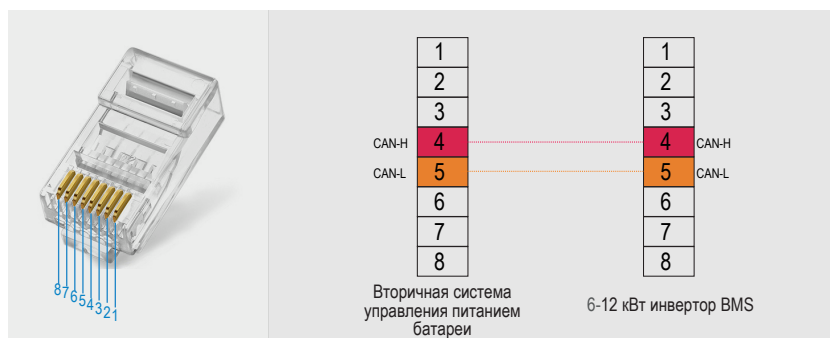 87654321
1
2
3
CAN-H 4
CAN-L 5
6
7
8
Вторичная система
управления питанием
батареи
1
2
3
4 CAN-H
5 CAN-L
6
7
8
6-12 кВт инвертор BMS